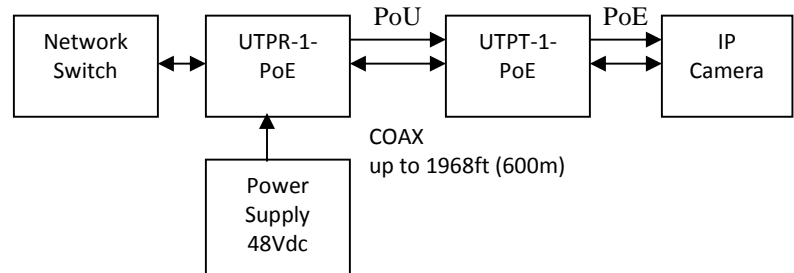 PoU
PoE
Network
Switch
UTPR-1-
PoE
UTPT-1-
PoE
IP
Camera
COAX
up to 1968ft (600m)
Power
Supply
48Vdc